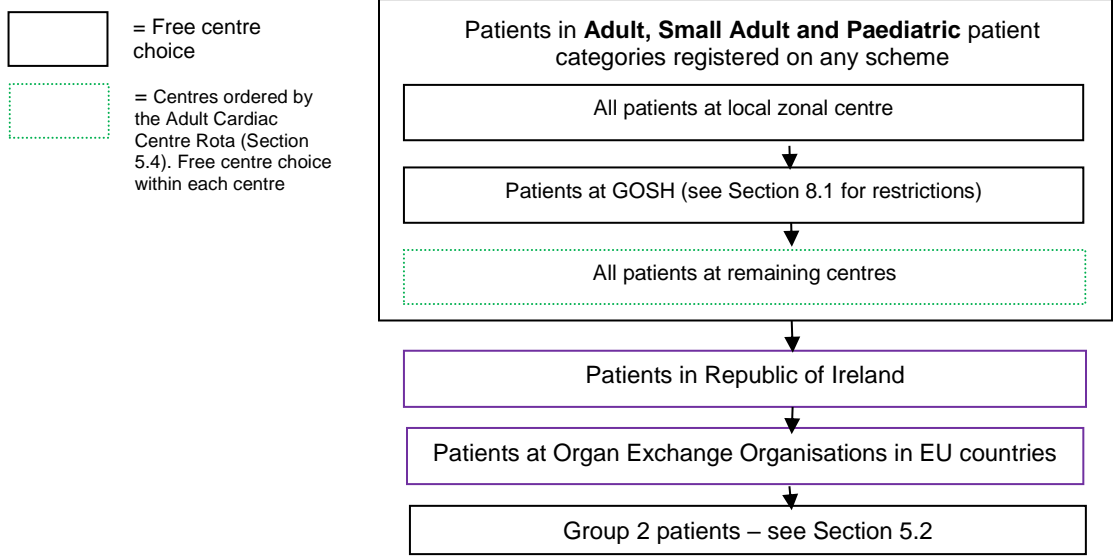 = Free centre
choice
= Centres ordered by
the Adult Cardiac
Centre Rota (Section
5.4). Free centre choice
within each centre
Patients in Adult, Small Adult and Paediatric patient
categories registered on any scheme
All patients at local zonal centre
Patients at GOSH (see Section 8.1 for restrictions)
All patients at remaining centres
Patients in Republic of Ireland
Patients at Organ Exchange Organisations in EU countries
Group 2 patients – see Section 5.2